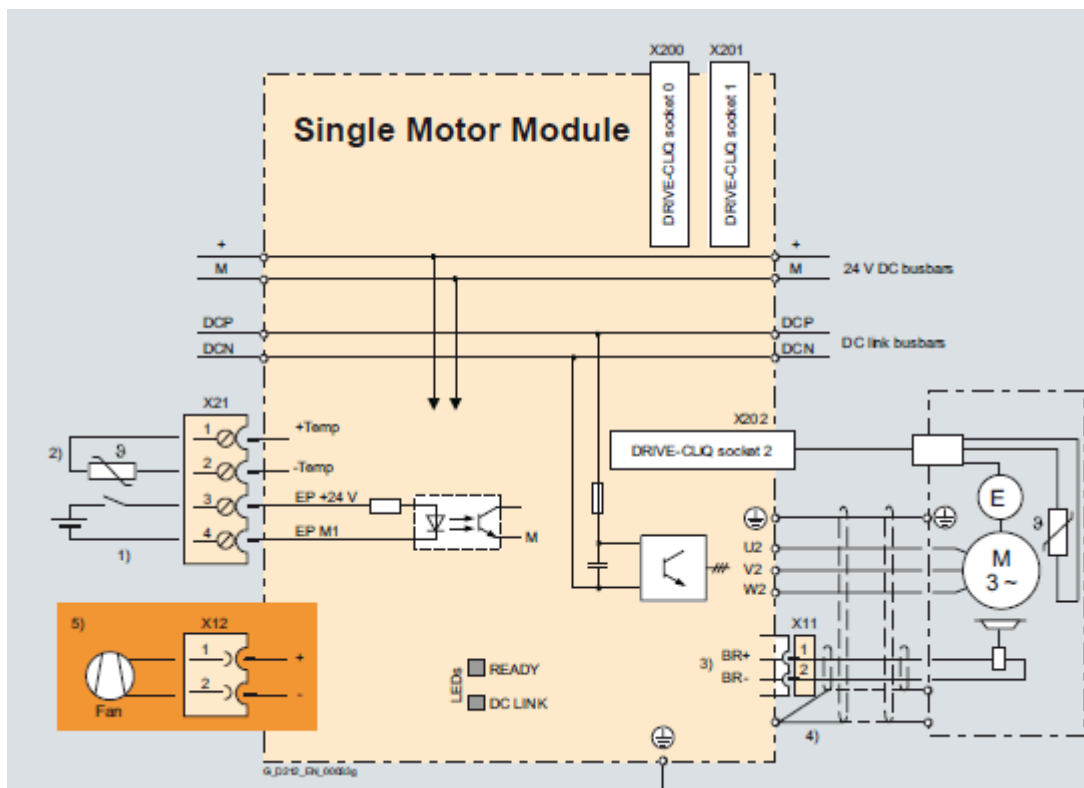 X200 X201
Single Motor Module
DRIVE-CLiQ socket 0
DRIVE-CLiQ socket 1
+ +
M M 24 V DC busbars
DCP DCP
DCN DCN DC link busbars
X21
X202
1 +Temp
DRIVE-CLiQ socket 2
2) ϑ
2 -Temp
3 EP +24 V
E
ϑ
4 EP M1
M
1)
U2
V2
W2
M
3 ~
5) X12
X11
1 +
3) BR+ 1
2 -
BR- 2
Fan
LEDs
READY
DC LINK
4)
G_D212_EN_00083g